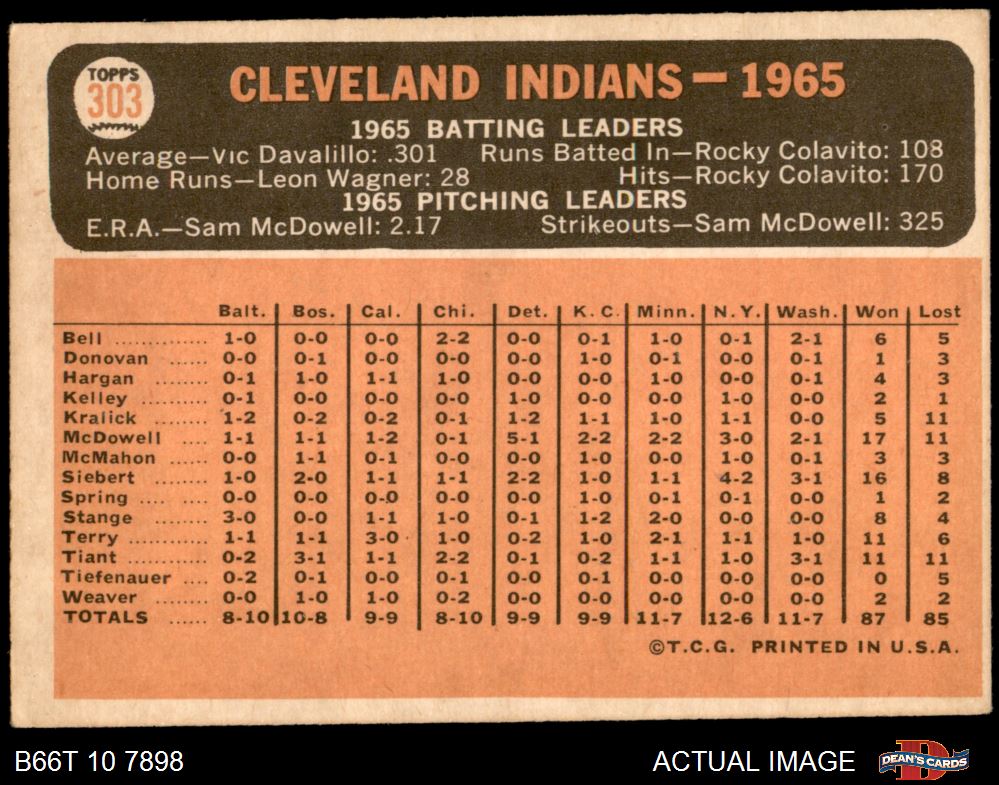 TOPPS
303
CLEVELAND INDIANS—1965
1965 BATTING LEADERS
Average—Vic Davalillo: .301 Runs Batted In—Rocky Colavito: 108
Home Runs—Leon Wagner: 28 Hits—Rocky Colavito: 170
1965 PITCHING LEADERS
E.R.A.—Sam McDowell: 2.17 Strikeouts—Sam McDowell: 325
Balt. Bos. Cal. Chi. Det. K.C. Minn. N.Y. Wash. Won Lost
Bell ............ 1-0 0-0 0-0 2-2 0-0 0-1 1-0 0-1 2-1 6 5
Donovan ...... 0-0 0-1 0-0 0-0 0-0 1-0 0-1 0-0 0-1 1 3
Hargan ........ 0-1 1-0 1-1 1-0 0-0 0-0 1-0 0-0 0-1 4 3
Kelley .......... 0-1 0-0 0-0 0-0 1-0 0-0 0-0 1-0 0-0 2 1
Kralick ........ 1-2 0-2 0-2 0-1 1-2 1-1 1-0 1-1 0-1 5 11
McDowell .... 1-1 1-1 1-2 0-1 5-1 2-2 2-2 3-0 2-1 17 11
McMahon ...... 0-0 1-1 0-1 0-0 0-0 1-0 0-0 1-0 0-1 3 3
Siebert ........ 1-0 2-0 1-1 1-1 2-2 1-0 1-1 4-2 3-1 16 8
Spring .... ...... 0-0 0-0 0-0 0-0 0-0 1-0 0-1 0-1 0-0 1 2
Stange ........ 3-0 0-0 1-1 1-0 0-1 1-2 2-0 0-0 0-0 8 4
Terry ............ 1-1 1-1 3-0 1-0 0-2 1-0 2-1 1-1 1-0 11 6
Tiant ............ 0-2 3-1 1-1 2-2 0-1 0-2 1-1 1-0 3-1 11 11
Tiefenauer .... 0-2 0-1 0-0 0-1 0-0 0-1 0-0 0-0 0-0 0 5
Weaver ........ 0-0 1-0 1-0 0-2 0-0 0-0 0-0 0-0 0-0 2 2
TOTALS ...... 8-10 10-8 9-9 8-10 9-9 9-9 11-7 12-6 11-7 87 85
©T.C.G. PRINTED IN U.S.A.
B66T 10 7898 ACTUAL IMAGE DEAN'S CARDS